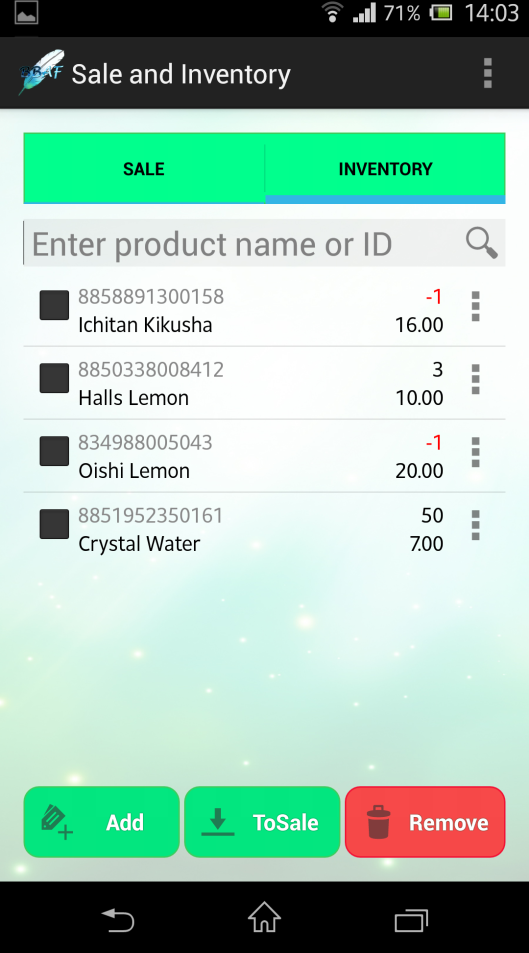 71% 14:03
Sale and Inventory
SALE INVENTORY
Enter product name or ID
8858891300158 -1
Ichitan Kikusha 16.00
8850338008412 3
Halls Lemon 10.00
834988005043 -1
Oishi Lemon 20.00
8851952350161 50
Crystal Water 7.00
Add ToSale Remove